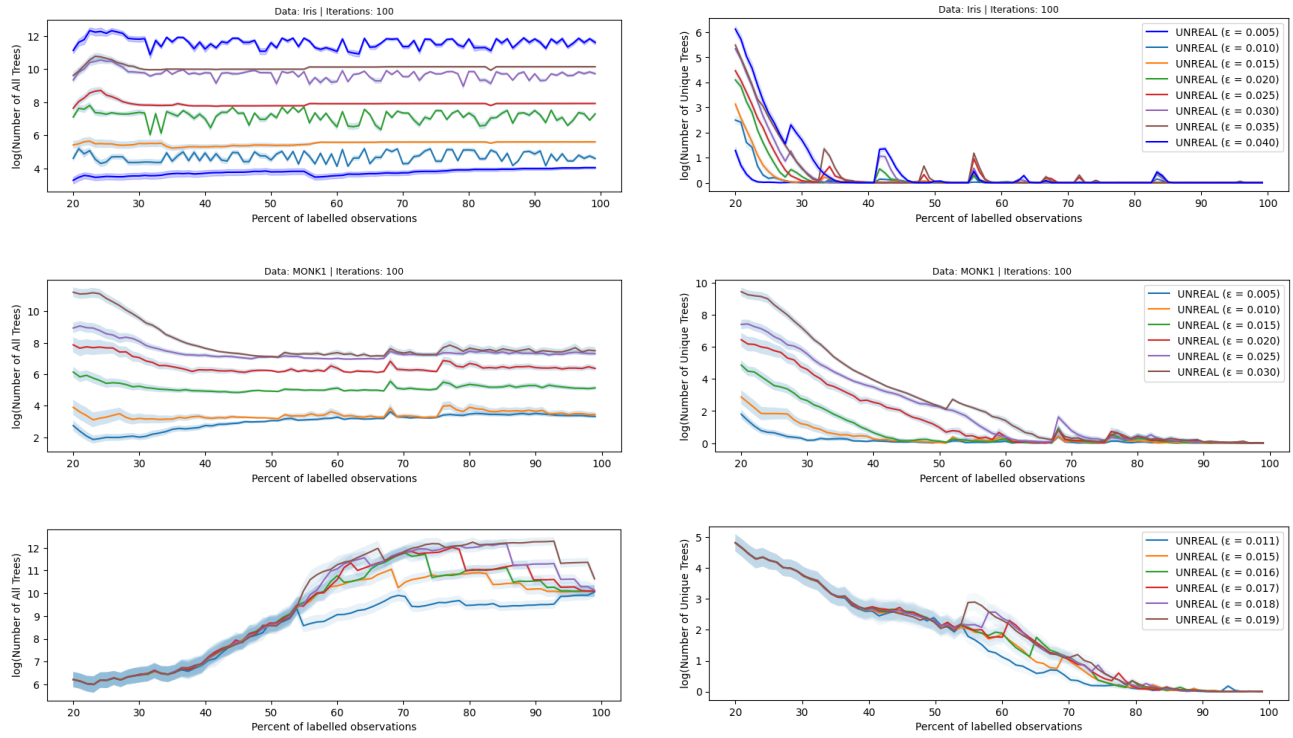 Data: Iris | Iterations: 100
log(Number of All Trees)
12
10
8
6
4
20 30 40 50 60 70 80 90 100
Percent of labelled observations
Data: Iris | Iterations: 100
log(Number of Unique Trees)
6
5
4
3
2
1
0
20 30 40 50 60 70 80 90 100
Percent of labelled observations
UNREAL (ε = 0.005)
UNREAL (ε = 0.010)
UNREAL (ε = 0.015)
UNREAL (ε = 0.020)
UNREAL (ε = 0.025)
UNREAL (ε = 0.030)
UNREAL (ε = 0.035)
UNREAL (ε = 0.040)
Data: MONK1 | Iterations: 100
log(Number of All Trees)
10
8
6
4
2
20 30 40 50 60 70 80 90 100
Percent of labelled observations
Data: MONK1 | Iterations: 100
log(Number of Unique Trees)
10
8
6
4
2
0
20 30 40 50 60 70 80 90 100
Percent of labelled observations
UNREAL (ε = 0.005)
UNREAL (ε = 0.010)
UNREAL (ε = 0.015)
UNREAL (ε = 0.020)
UNREAL (ε = 0.025)
UNREAL (ε = 0.030)
log(Number of All Trees)
12
11
10
9
8
7
6
20 30 40 50 60 70 80 90 100
Percent of labelled observations
log(Number of Unique Trees)
5
4
3
2
1
0
20 30 40 50 60 70 80 90 100
Percent of labelled observations
UNREAL (ε = 0.011)
UNREAL (ε = 0.015)
UNREAL (ε = 0.016)
UNREAL (ε = 0.017)
UNREAL (ε = 0.018)
UNREAL (ε = 0.019)